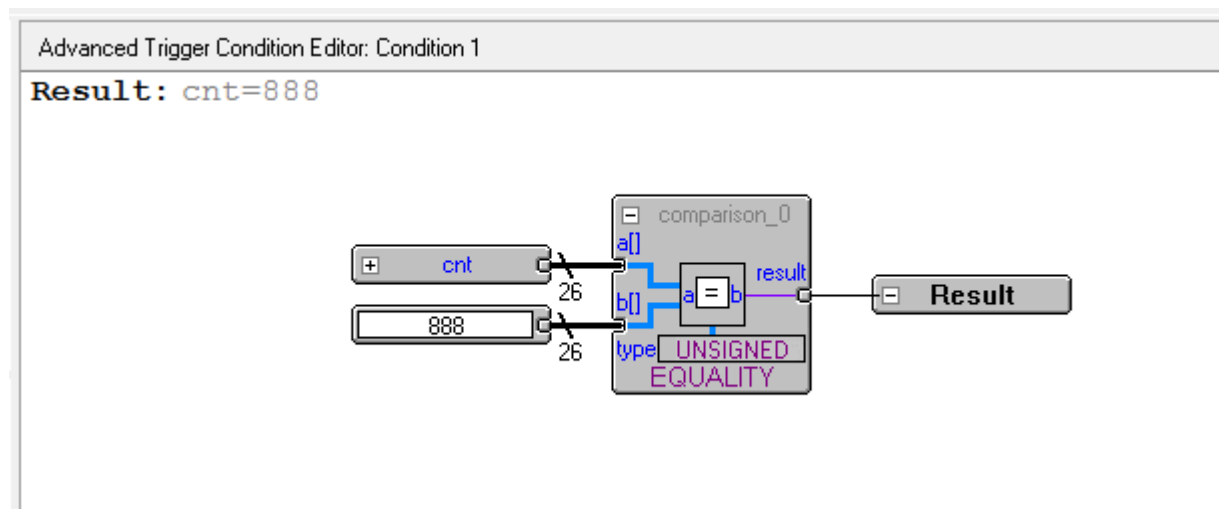 Advanced Trigger Condition Editor: Condition 1
Result: cnt=888
comparison_0
a[]
cnt
26
result
a = b
Result
b[]
888
26
type UNSIGNED
EQUALITY